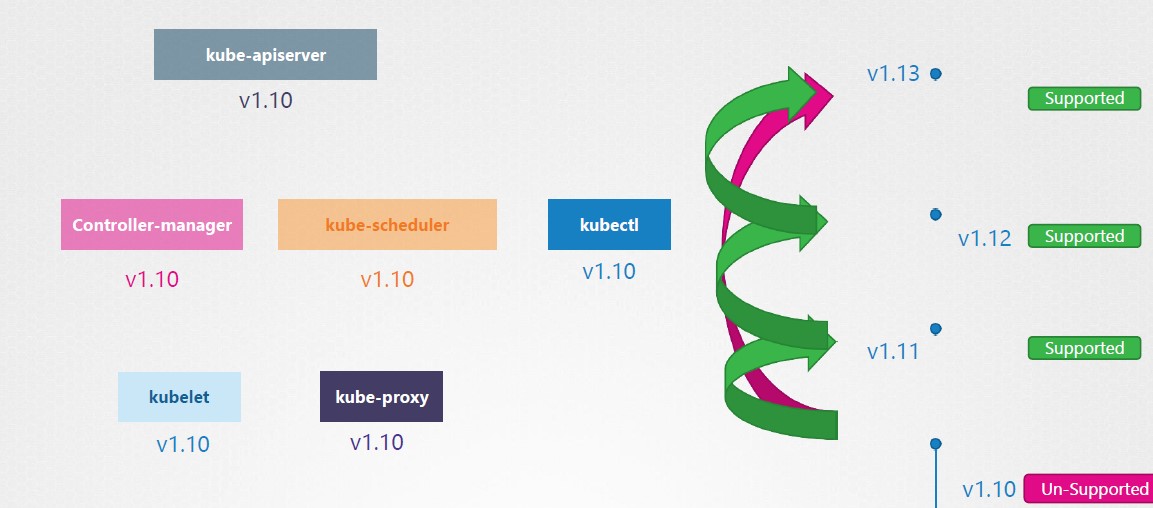 kube-apiserver
v1.10
Controller-manager
v1.10
kube-scheduler
v1.10
kubectl
v1.10
kubelet
v1.10
kube-proxy
v1.10
v1.13
Supported
v1.12
Supported
v1.11
Supported
v1.10
Un-Supported